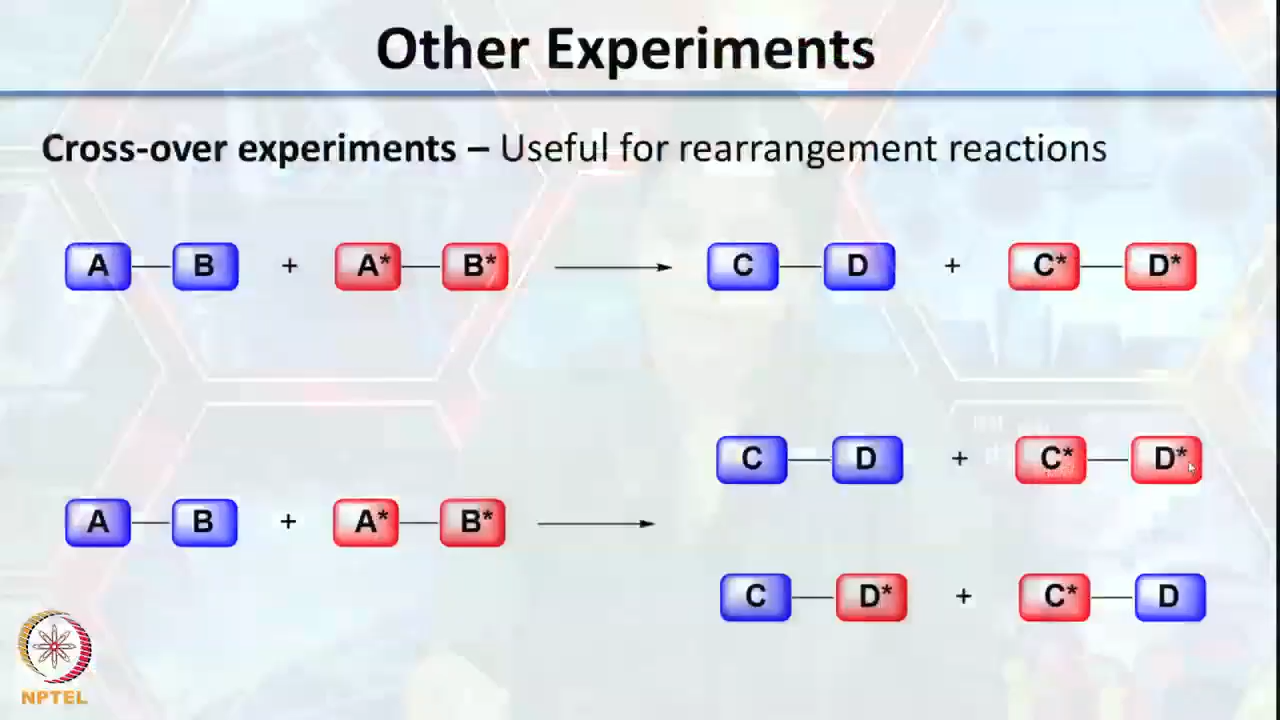 Other Experiments
Cross-over experiments – Useful for rearrangement reactions
A B + A* B* C D + C* D*
C D + C* D*
A B + A* B*
C D* + C* D
NPTEL